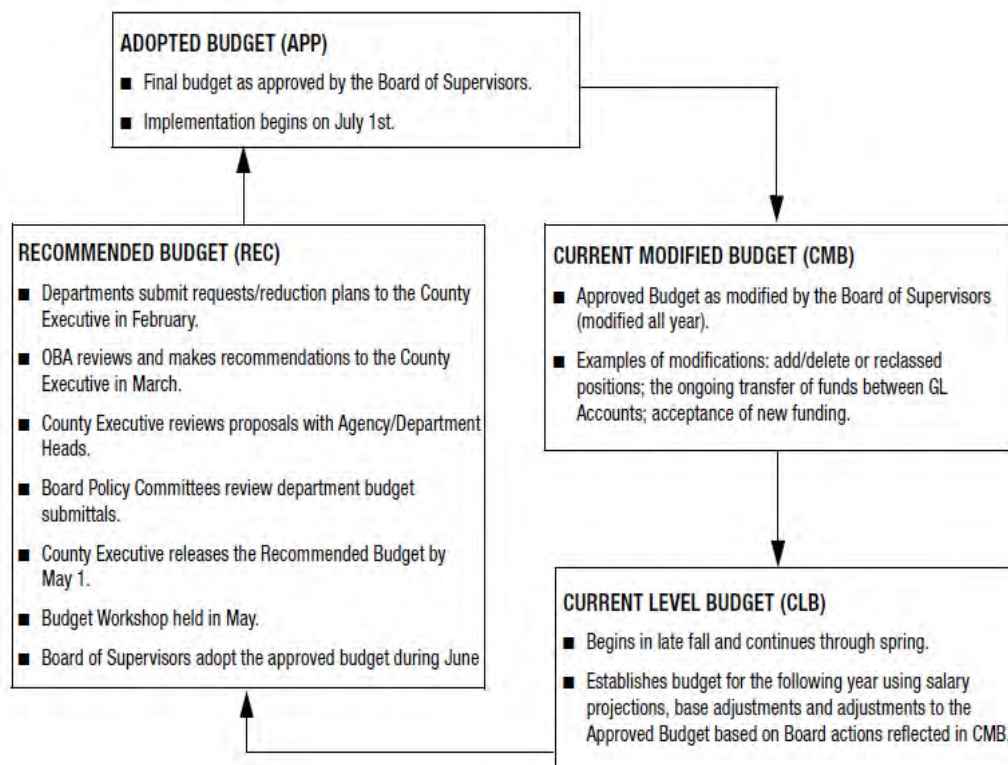 ADOPTED BUDGET (APP)
■ Final budget as approved by the Board of Supervisors.
■ Implementation begins on July 1st.
RECOMMENDED BUDGET (REC)
■ Departments submit requests/reduction plans to the County
Executive in February.
■ OBA reviews and makes recommendations to the County
Executive in March.
■ County Executive reviews proposals with Agency/Department
Heads.
■ Board Policy Committees review department budget
submittals.
■ County Executive releases the Recommended Budget by
May 1.
■ Budget Workshop held in May.
■ Board of Supervisors adopt the approved budget during June
CURRENT MODIFIED BUDGET (CMB)
■ Approved Budget as modified by the Board of Supervisors
(modified all year).
■ Examples of modifications: add/delete or reclassed
positions; the ongoing transfer of funds between GL
Accounts; acceptance of new funding.
CURRENT LEVEL BUDGET (CLB)
■ Begins in late fall and continues through spring.
■ Establishes budget for the following year using salary
projections, base adjustments and adjustments to the
Approved Budget based on Board actions reflected in CMB.